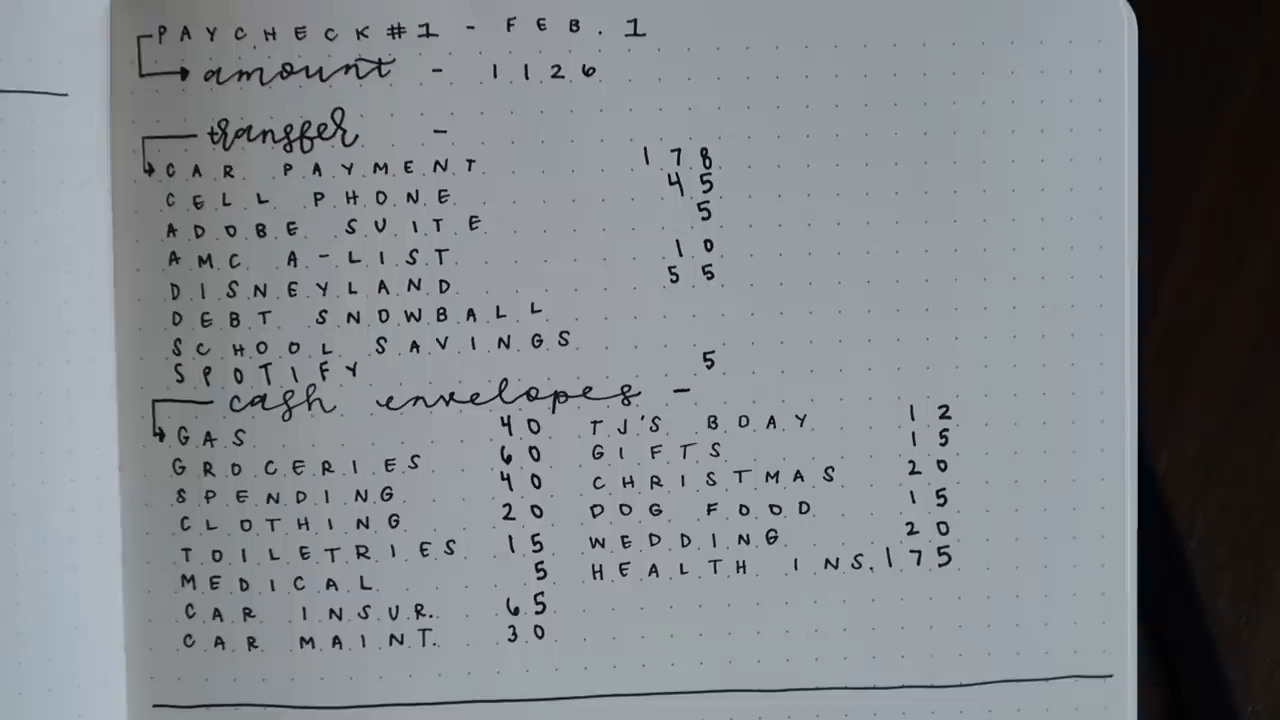 PAYCHECK #1 - FEB. 1
amount - 1126
transfer -
CAR PAYMENT 178
CELL PHONE 45
ADOBE SUITE 5
AMC A-LIST 10
DISNEYLAND 55
DEBT SNOWBALL
SCHOOL SAVINGS
SPOTIFY 5
cash envelopes -
GAS 40 TJ'S BDAY 12
GROCERIES 60 GIFTS 15
SPENDING 40 CHRISTMAS 20
CLOTHING 20 DOG FOOD 15
TOILETRIES 15 WEDDING 20
MEDICAL 5 HEALTH INS. 175
CAR INSUR. 65
CAR MAINT. 30